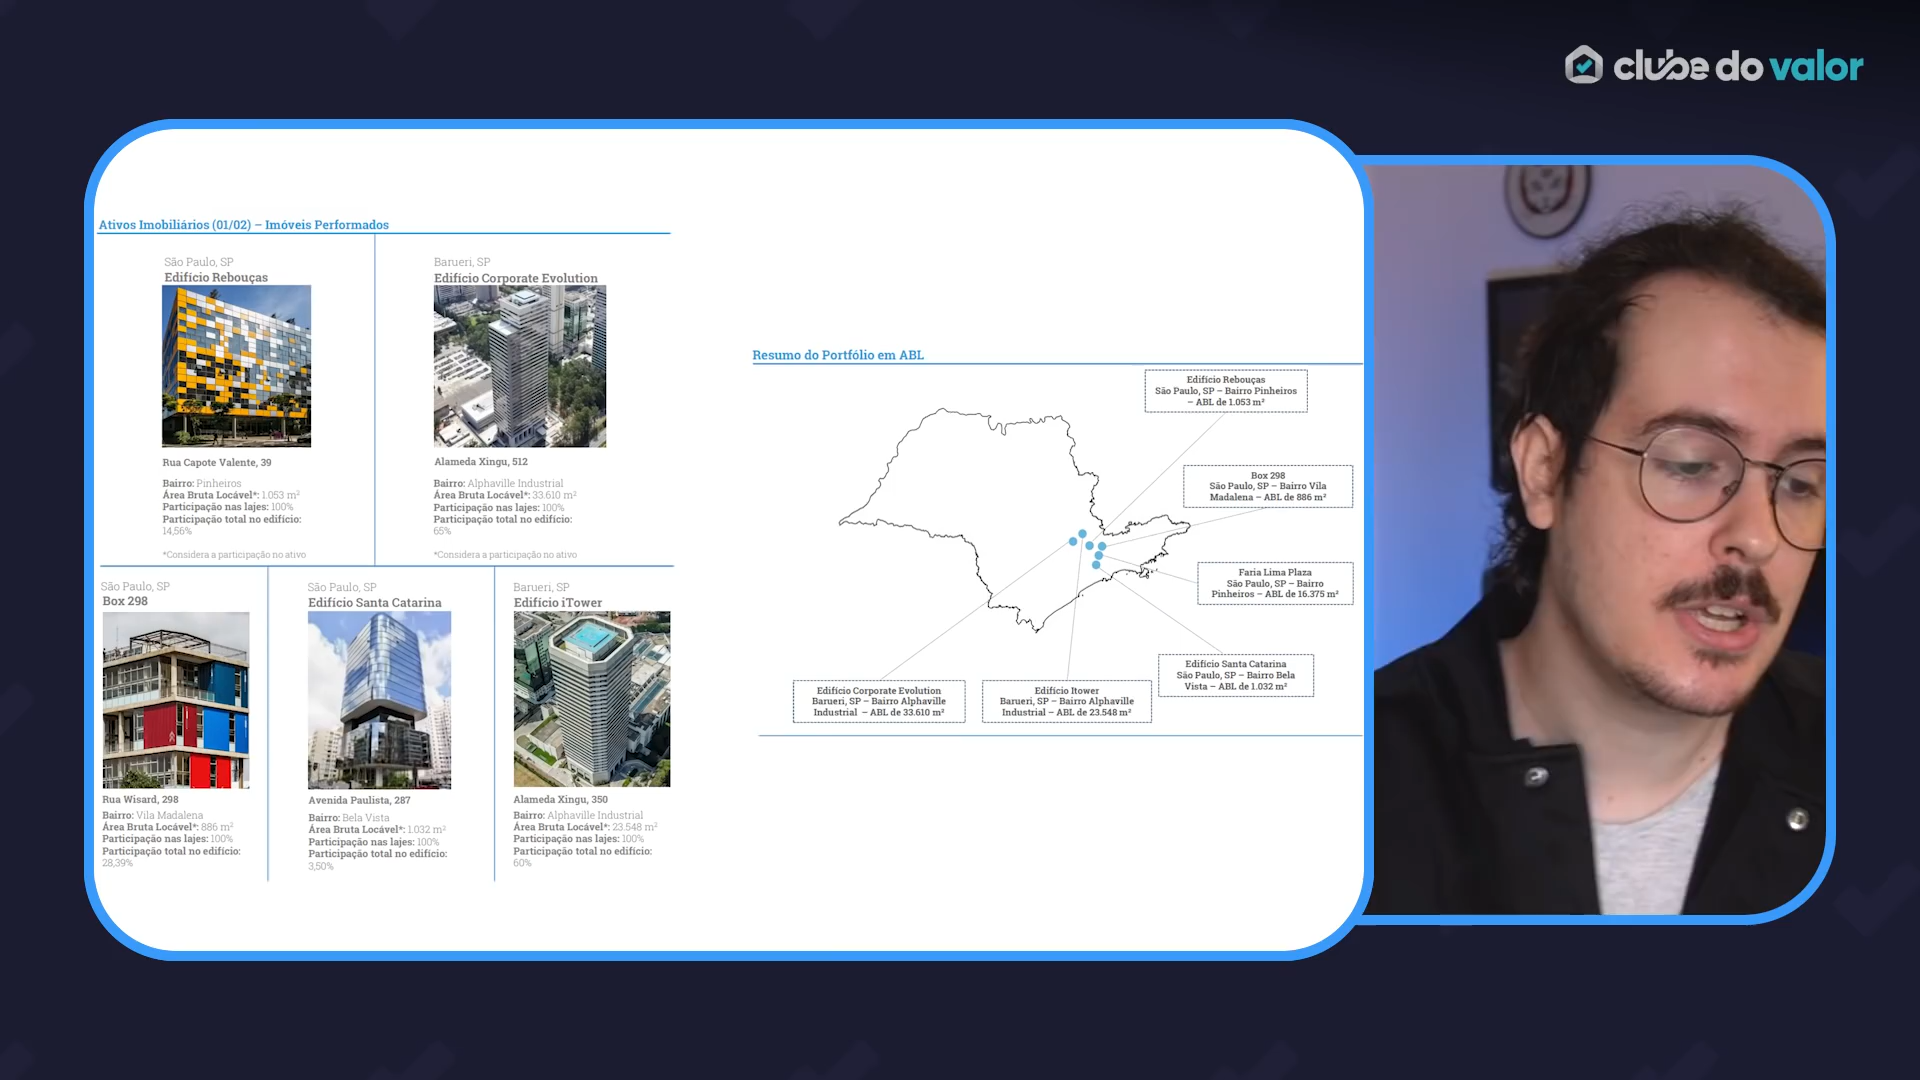 clube do valor
Ativos Imobiliários (01/02) – Imóveis Performados
São Paulo, SP
Edifício Rebouças
Rua Capote Valente, 39
Bairro: Pinheiros
Área Bruta Locável*: 1.053 m²
Participação nas lajes: 100%
Participação total no edifício:
14,56%
*Considera a participação no ativo
Barueri, SP
Edifício Corporate Evolution
Alameda Xingu, 512
Bairro: Alphaville Industrial
Área Bruta Locável*: 33.610 m²
Participação nas lajes: 100%
Participação total no edifício:
65%
*Considera a participação no ativo
São Paulo, SP
Box 298
Rua Wisard, 298
Bairro: Vila Madalena
Área Bruta Locável*: 886 m²
Participação nas lajes: 100%
Participação total no edifício:
28,39%
São Paulo, SP
Edifício Santa Catarina
Avenida Paulista, 287
Bairro: Bela Vista
Área Bruta Locável*: 1.032 m²
Participação nas lajes: 100%
Participação total no edifício:
3,50%
Barueri, SP
Edifício iTower
Alameda Xingu, 350
Bairro: Alphaville Industrial
Área Bruta Locável*: 23.548 m²
Participação nas lajes: 100%
Participação total no edifício:
60%
Resumo do Portfólio em ABL
Edifício Rebouças
São Paulo, SP – Bairro Pinheiros
– ABL de 1.053 m²
Box 298
São Paulo, SP – Bairro Vila
Madalena – ABL de 886 m²
Faria Lima Plaza
São Paulo, SP – Bairro
Pinheiros – ABL de 16.375 m²
Edifício Santa Catarina
São Paulo, SP – Bairro Bela
Vista – ABL de 1.032 m²
Edifício Corporate Evolution
Barueri, SP – Bairro Alphaville
Industrial – ABL de 33.610 m²
Edifício Itower
Barueri, SP – Bairro Alphaville
Industrial – ABL de 23.548 m²